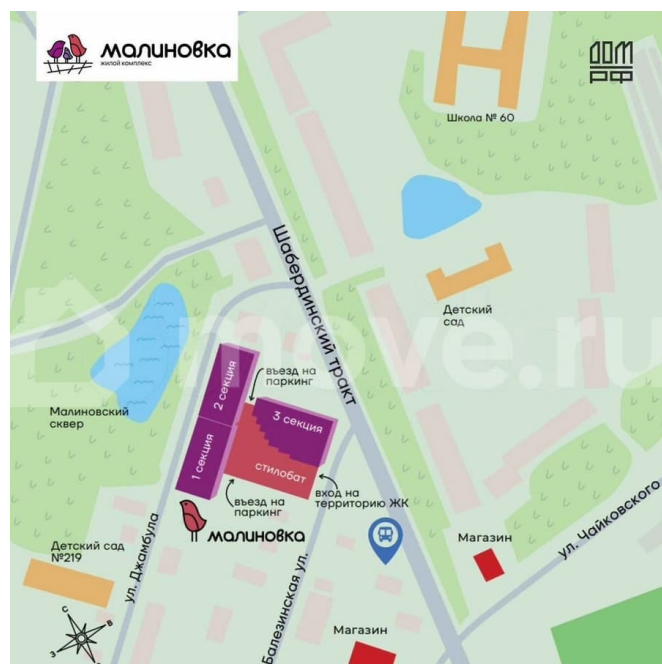 малиновка
жилой комплекс
ДОМ
РФ
Школа № 60
Шабердинский тракт
Детский
сад
move.ru
въезд на
паркинг
2 секция
3 секция
Малиновский
сквер
1 секция
стилобат
вход на
территорию ЖК
въезд на
паркинг
малиновка
Магазин
ул. Чайковского
Детский сад
№219
ул. Джамбула
Балезинская ул.
Магазин
С
В
З